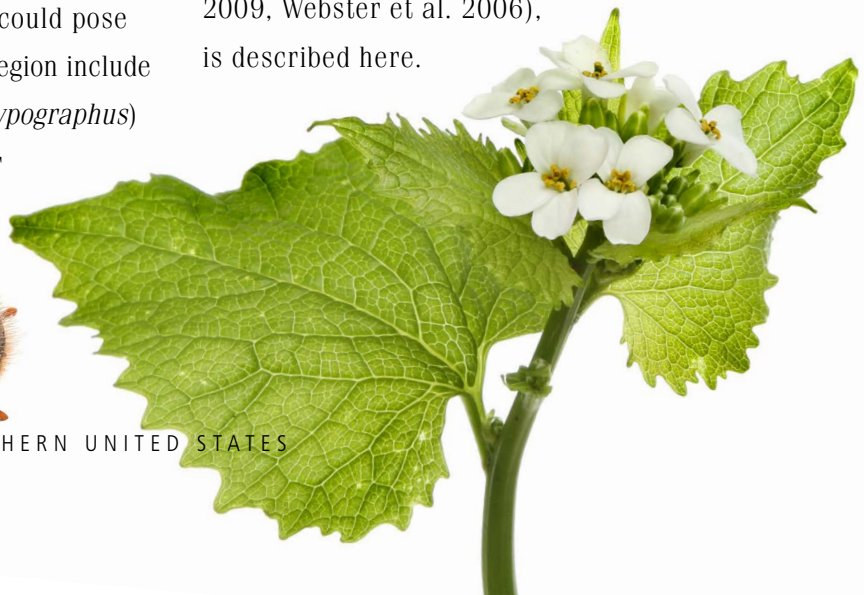 could pose
egion include
ypographus)
2009, Webster et al. 2006),
is described here.
HERN UNITED STATES